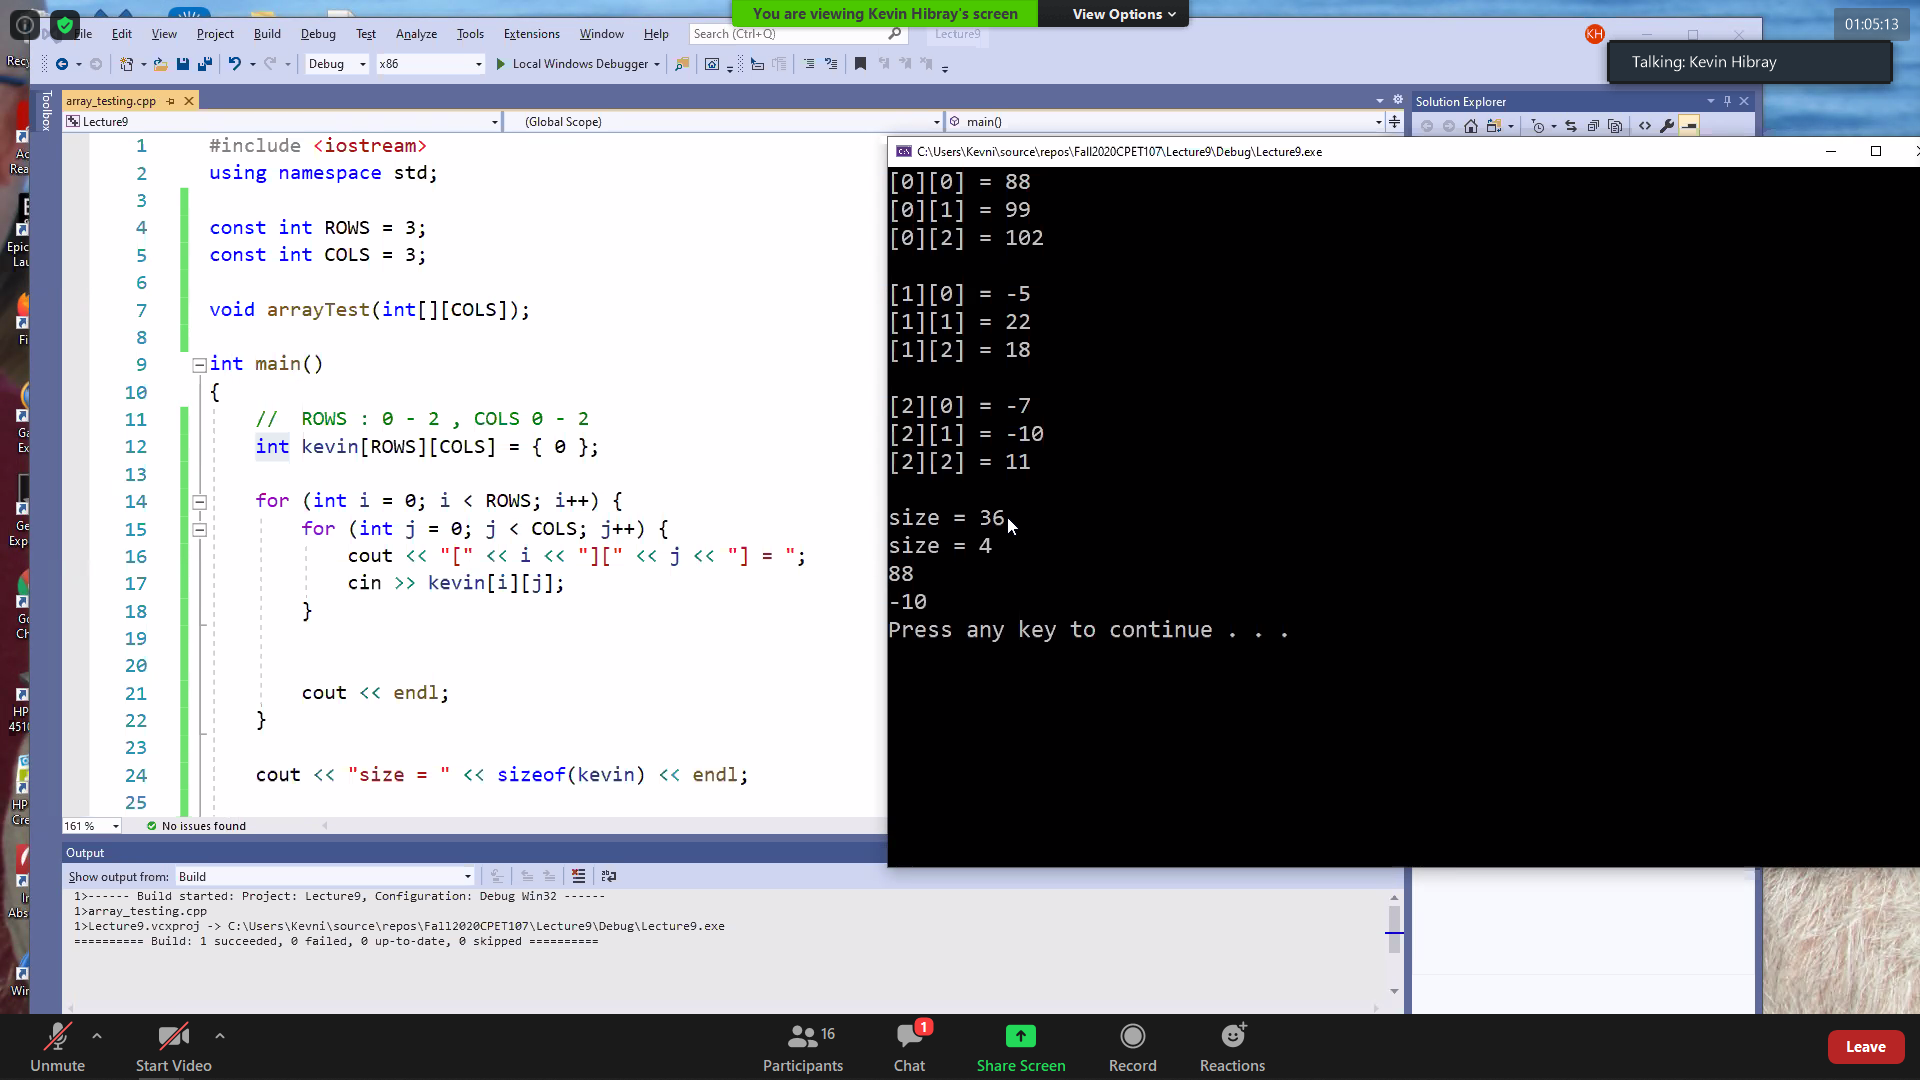 You are viewing Kevin Hibray's screen
View Options
01:05:13
File Edit View Project Build Debug Test Analyze Tools Extensions Window Help
Search (Ctrl+Q)
Lecture9
KH
Talking: Kevin Hibray
Debug
x86
Local Windows Debugger
Toolbox
array_testing.cpp
Solution Explorer
Lecture9
(Global Scope)
main()
1 #include <iostream>
2 using namespace std;
3
4 const int ROWS = 3;
5 const int COLS = 3;
6
7 void arrayTest(int[][COLS]);
8
9 int main()
10 {
11 // ROWS : 0 - 2 , COLS 0 - 2
12 int kevin[ROWS][COLS] = { 0 };
13
14 for (int i = 0; i < ROWS; i++) {
15 for (int j = 0; j < COLS; j++) {
16 cout << "[" << i << "][" << j << "] = ";
17 cin >> kevin[i][j];
18 }
19
20
21 cout << endl;
22 }
23
24 cout << "size = " << sizeof(kevin) << endl;
25
C:\Users\Kevni\source\repos\Fall2020CPET107\Lecture9\Debug\Lecture9.exe
[0][0] = 88
[0][1] = 99
[0][2] = 102
[1][0] = -5
[1][1] = 22
[1][2] = 18
[2][0] = -7
[2][1] = -10
[2][2] = 11
size = 36
size = 4
88
-10
Press any key to continue . . .
161 %
No issues found
Output
Show output from: Build
1>------ Build started: Project: Lecture9, Configuration: Debug Win32 ------
1>array_testing.cpp
1>Lecture9.vcxproj -> C:\Users\Kevni\source\repos\Fall2020CPET107\Lecture9\Debug\Lecture9.exe
========== Build: 1 succeeded, 0 failed, 0 up-to-date, 0 skipped ==========
Unmute
Start Video
16
Participants
1
Chat
Share Screen
Record
Reactions
Leave